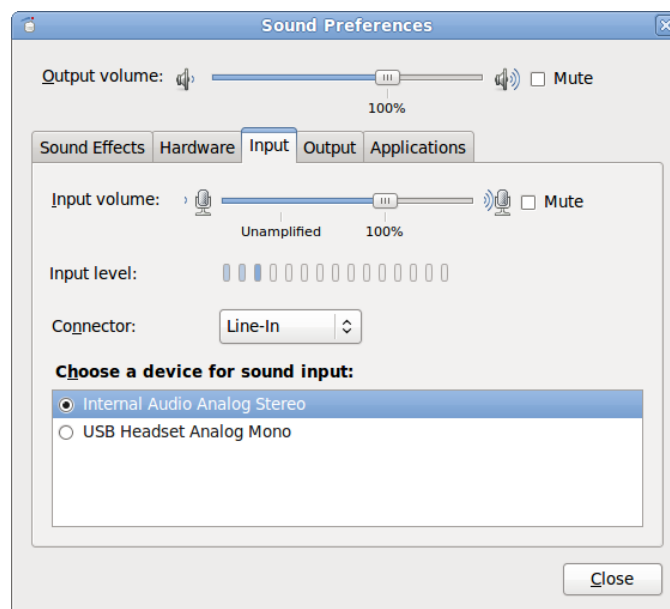 Sound Preferences
Output volume: Mute
100%
Sound Effects Hardware Input Output Applications
Input volume: Mute
Unamplified 100%
Input level:
Connector: Line-In
Choose a device for sound input:
Internal Audio Analog Stereo
USB Headset Analog Mono
Close